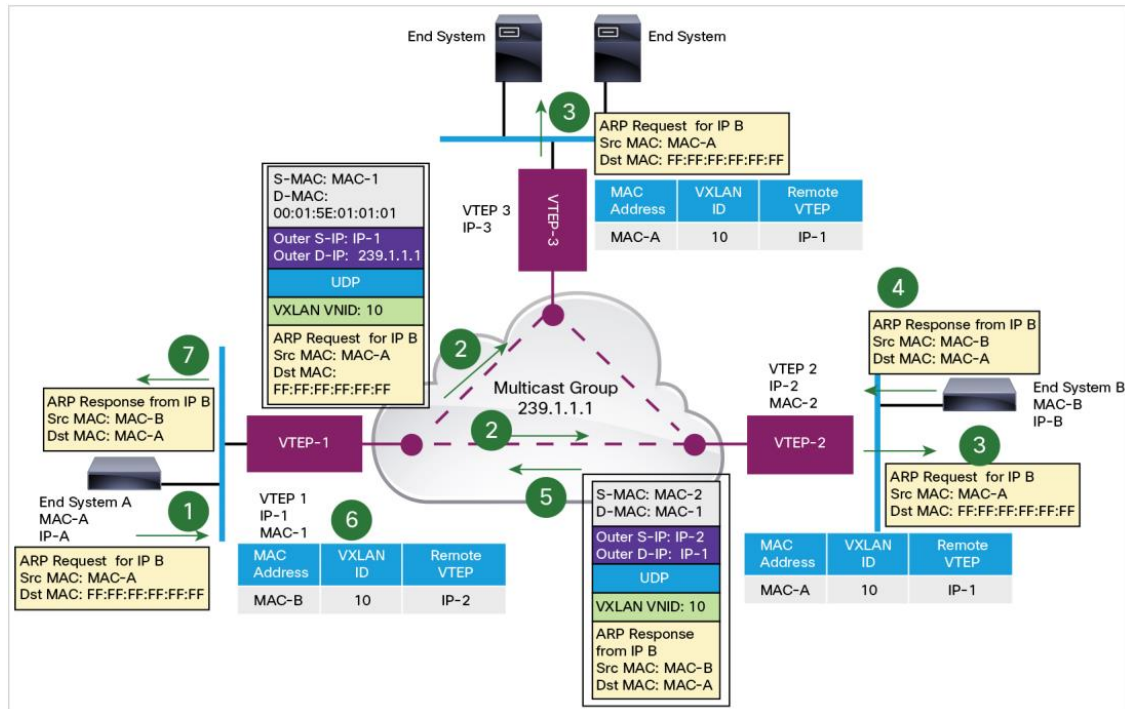 End System
End System
3
ARP Request for IP B
Src MAC: MAC-A
Dst MAC: FF:FF:FF:FF:FF:FF
S-MAC: MAC-1
D-MAC:
00:01:5E:01:01:01
Outer S-IP: IP-1
Outer D-IP: 239.1.1.1
UDP
VXLAN VNID: 10
ARP Request for IP B
Src MAC: MAC-A
Dst MAC:
FF:FF:FF:FF:FF:FF
VTEP 3
IP-3
VTEP-3
MAC
Address
VXLAN
ID
Remote
VTEP
MAC-A
10
IP-1
4
ARP Response from IP B
Src MAC: MAC-B
Dst MAC: MAC-A
2
Multicast Group
239.1.1.1
2
VTEP 2
IP-2
MAC-2
VTEP-2
End System B
MAC-B
IP-B
3
ARP Request for IP B
Src MAC: MAC-A
Dst MAC: FF:FF:FF:FF:FF:FF
7
ARP Response from IP B
Src MAC: MAC-B
Dst MAC: MAC-A
VTEP-1
End System A
MAC-A
IP-A
1
ARP Request for IP B
Src MAC: MAC-A
Dst MAC: FF:FF:FF:FF:FF:FF
VTEP 1
IP-1
MAC-1
6
MAC
Address
VXLAN
ID
Remote
VTEP
MAC-B
10
IP-2
5
S-MAC: MAC-2
D-MAC: MAC-1
Outer S-IP: IP-2
Outer D-IP: IP-1
UDP
VXLAN VNID: 10
ARP Response
from IP B
Src MAC: MAC-B
Dst MAC: MAC-A
MAC
Address
VXLAN
ID
Remote
VTEP
MAC-A
10
IP-1